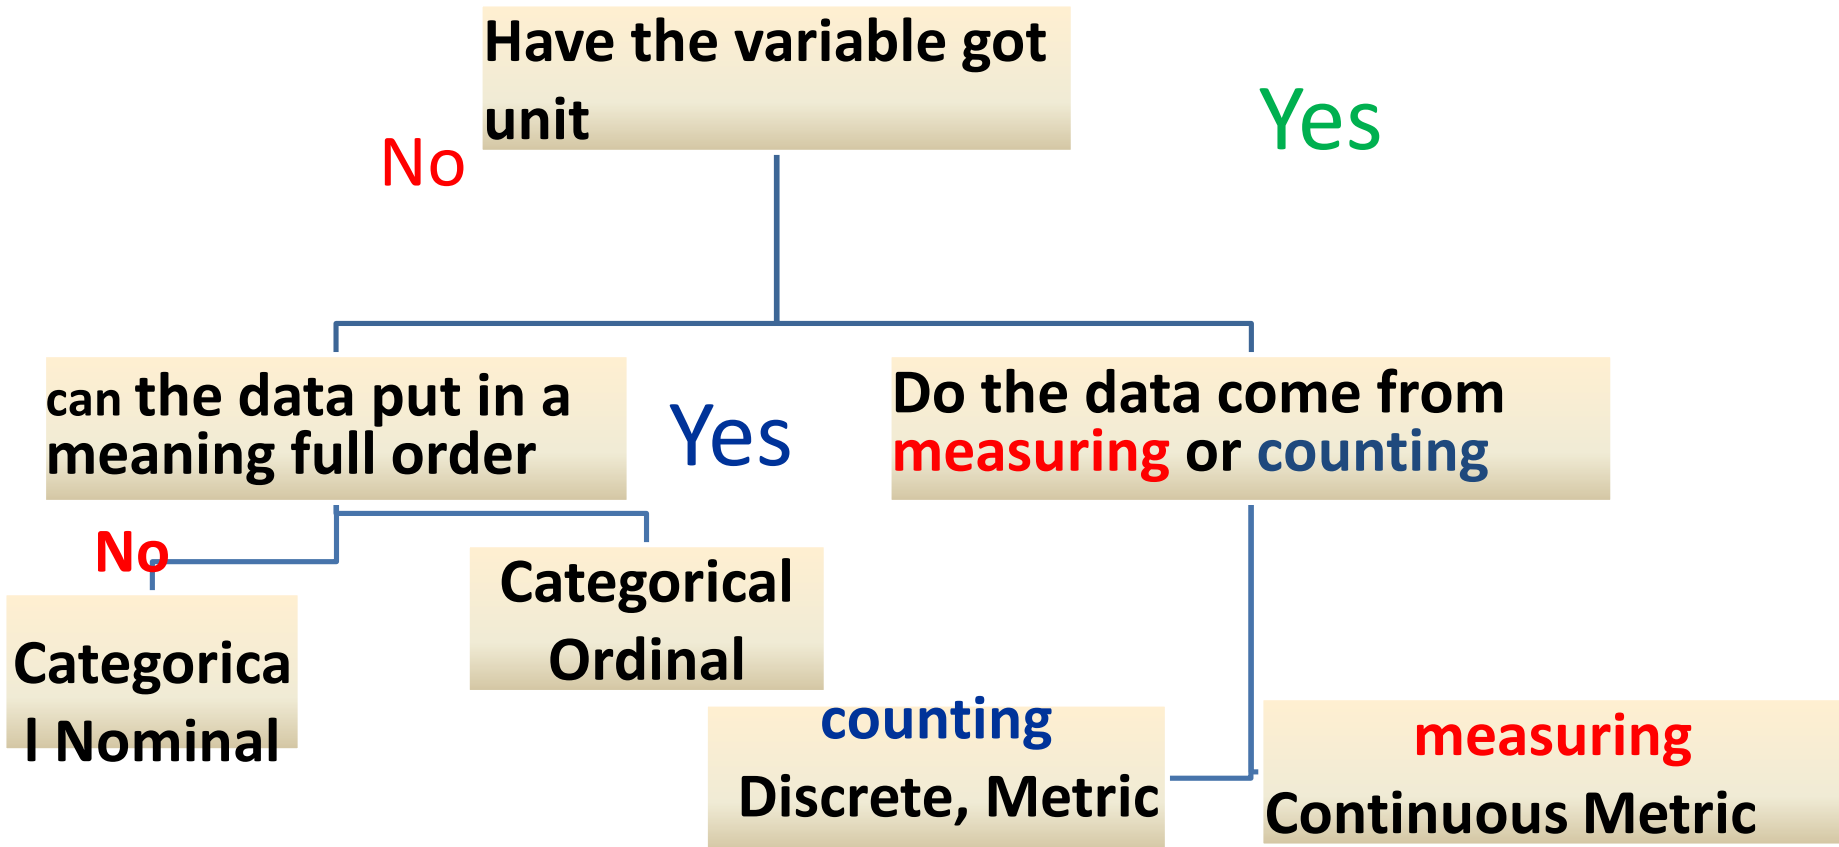 Have the variable got
unit
No
Yes
can the data put in a
meaning full order
Yes
Do the data come from
measuring or counting
No
Categorica
l Nominal
Categorical
Ordinal
counting
Discrete, Metric
measuring
Continuous Metric